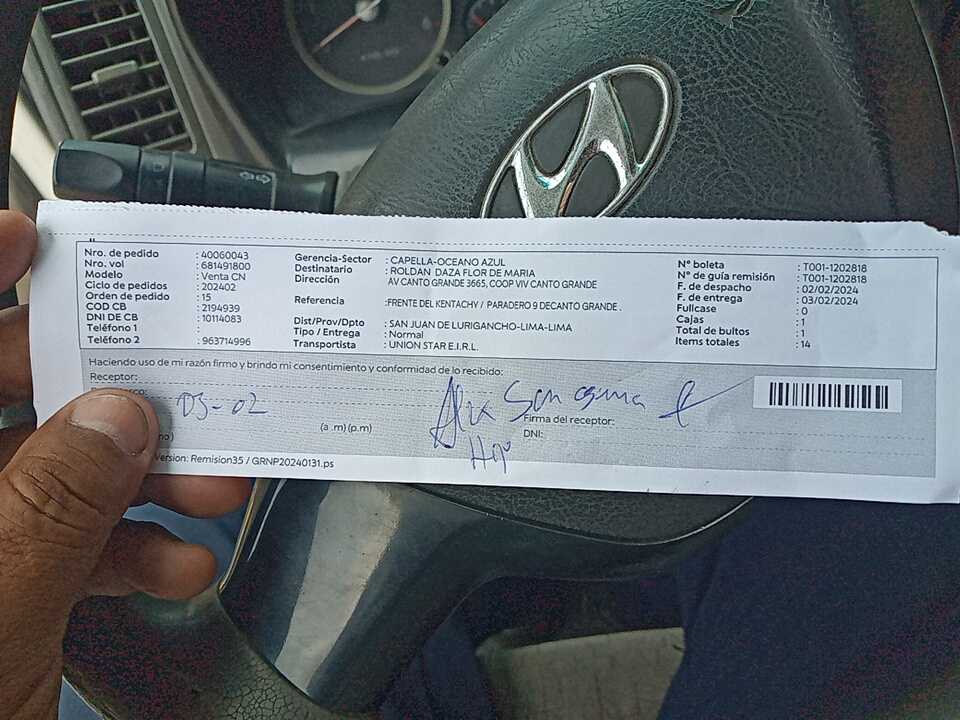 Nro. de pedido : 40060043
Nro. vol : 681491800
Modelo : Venta CN
Ciclo de pedidos : 202402
Orden de pedido : 15
COD CB : 2194939
DNI DE CB : 10114083
Teléfono 1 :
Teléfono 2 : 963714996
Gerencia-Sector : CAPELLA-OCEANO AZUL
Destinatario : ROLDAN DAZA FLOR DE MARIA
Dirección AV CANTO GRANDE 3665, COOP VIV CANTO GRANDE
Referencia :FRENTE DEL KENTACHY / PARADERO 9 DECANTO GRANDE .
Dist/Prov/Dpto : SAN JUAN DE LURIGANCHO-LIMA-LIMA
Tipo / Entrega : Normal
Transportista : UNION STAR E.I.R.L.
N° boleta : T001-1202818
N° de guía remisión : T001-1202818
F. de despacho : 02/02/2024
F. de entrega : 03/02/2024
Fullcase : 0
Cajas : 1
Total de bultos : 1
Items totales : 14
Haciendo uso de mi razón firmo y brindo mi consentimiento y conformidad de lo recibido:
Receptor:
03-02
(a .m) (p.m)
Firma del receptor:
DNI:
Version: Remision35 / GRNP20240131.ps